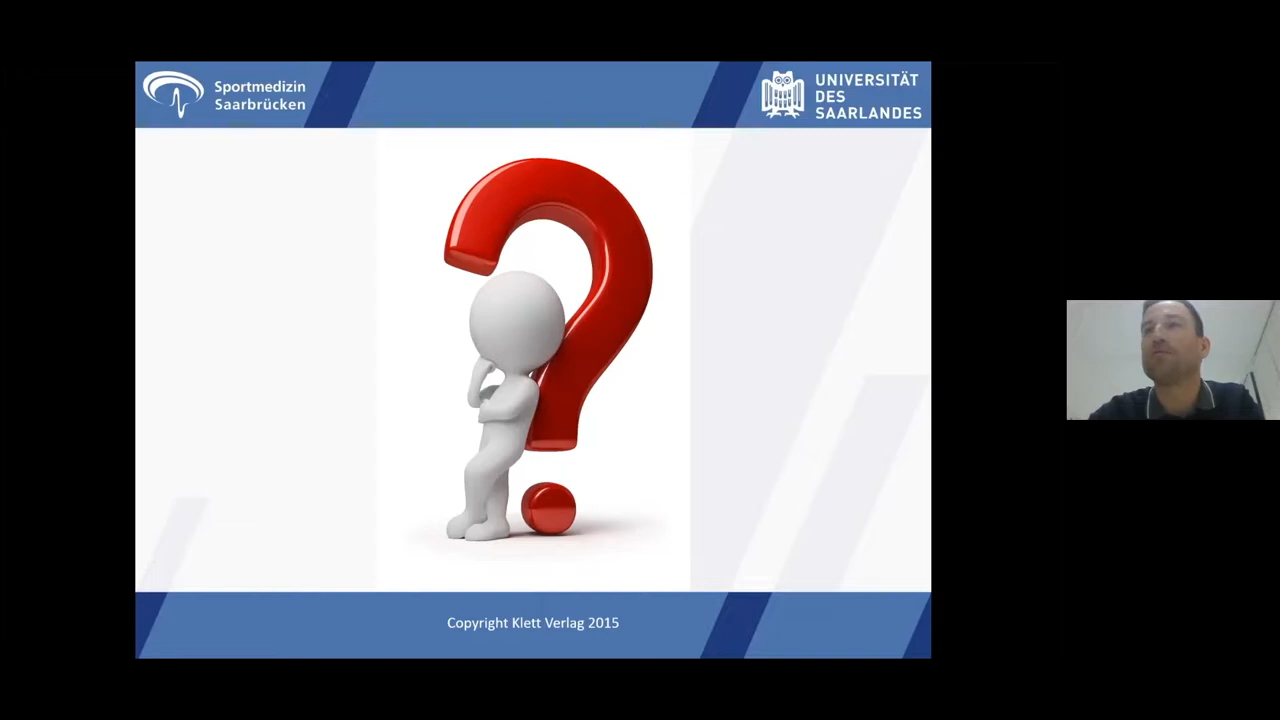 Sportmedizin
Saarbrücken
UNIVERSITÄT
DES
SAARLANDES
Copyright Klett Verlag 2015